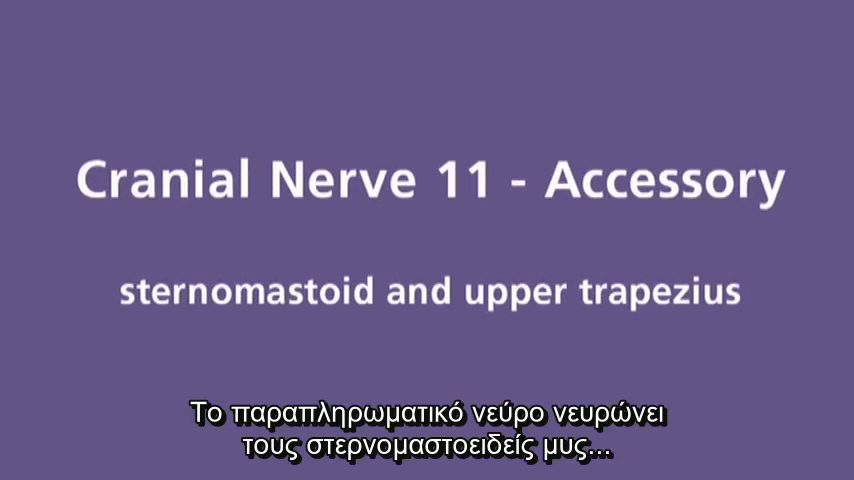 Cranial Nerve 11 - Accessory
sternomastoid and upper trapezius
Το παραπληρωματικό νεύρο νευρώνει
τους στερνομαστοειδείς μυς...